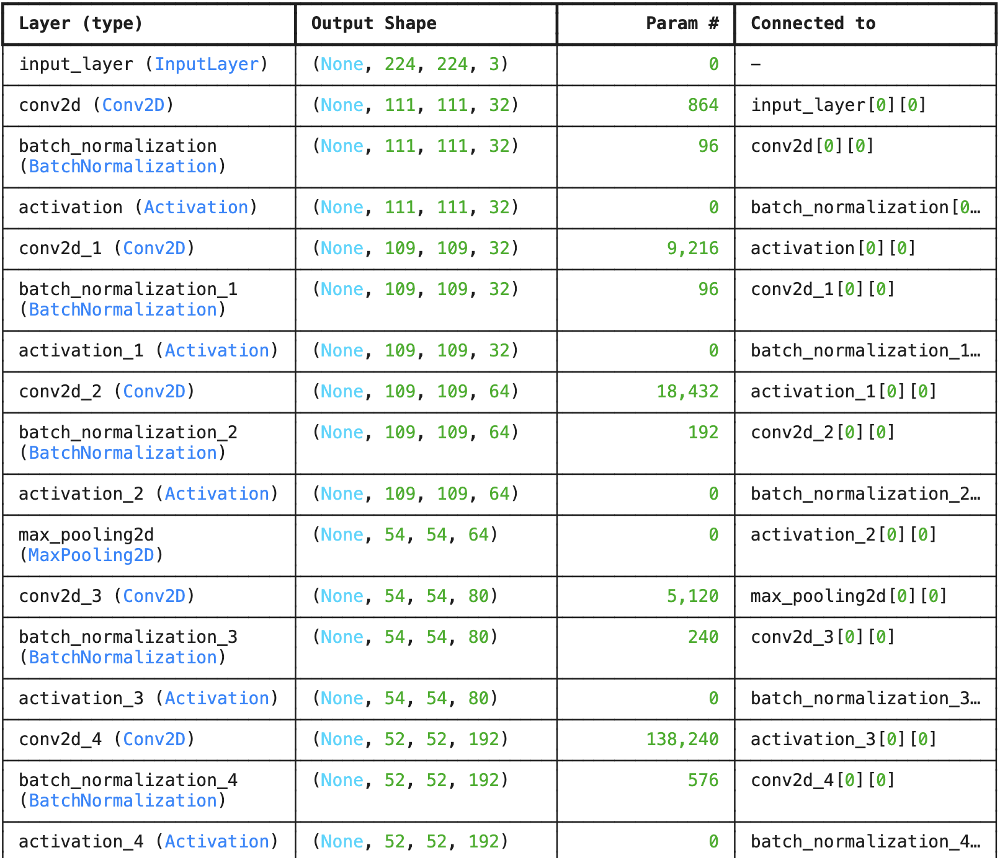 Layer (type) Output Shape Param # Connected to
input_layer (InputLayer) (None, 224, 224, 3) 0 –
conv2d (Conv2D) (None, 111, 111, 32) 864 input_layer[0][0]
batch_normalization (None, 111, 111, 32) 96 conv2d[0][0]
(BatchNormalization)
activation (Activation) (None, 111, 111, 32) 0 batch_normalization[0…
conv2d_1 (Conv2D) (None, 109, 109, 32) 9,216 activation[0][0]
batch_normalization_1 (None, 109, 109, 32) 96 conv2d_1[0][0]
(BatchNormalization)
activation_1 (Activation) (None, 109, 109, 32) 0 batch_normalization_1…
conv2d_2 (Conv2D) (None, 109, 109, 64) 18,432 activation_1[0][0]
batch_normalization_2 (None, 109, 109, 64) 192 conv2d_2[0][0]
(BatchNormalization)
activation_2 (Activation) (None, 109, 109, 64) 0 batch_normalization_2…
max_pooling2d (None, 54, 54, 64) 0 activation_2[0][0]
(MaxPooling2D)
conv2d_3 (Conv2D) (None, 54, 54, 80) 5,120 max_pooling2d[0][0]
batch_normalization_3 (None, 54, 54, 80) 240 conv2d_3[0][0]
(BatchNormalization)
activation_3 (Activation) (None, 54, 54, 80) 0 batch_normalization_3…
conv2d_4 (Conv2D) (None, 52, 52, 192) 138,240 activation_3[0][0]
batch_normalization_4 (None, 52, 52, 192) 576 conv2d_4[0][0]
(BatchNormalization)
activation_4 (Activation) (None, 52, 52, 192) 0 batch_normalization_4…